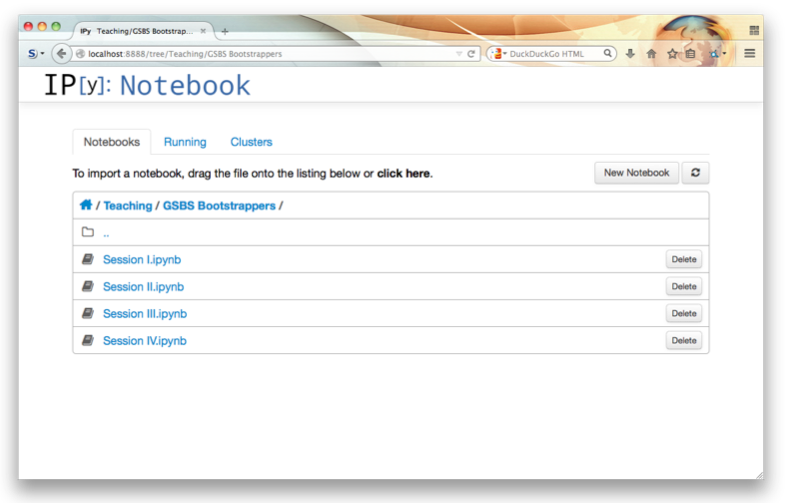 IPy Teaching/GSBS Bootstrap... × +
S localhost:8888/tree/Teaching/GSBS Bootstrappers DuckDuckGo HTML
IP[y]: Notebook
Notebooks Running Clusters
To import a notebook, drag the file onto the listing below or click here. New Notebook
/ Teaching / GSBS Bootstrappers /
..
Session I.ipynb Delete
Session II.ipynb Delete
Session III.ipynb Delete
Session IV.ipynb Delete